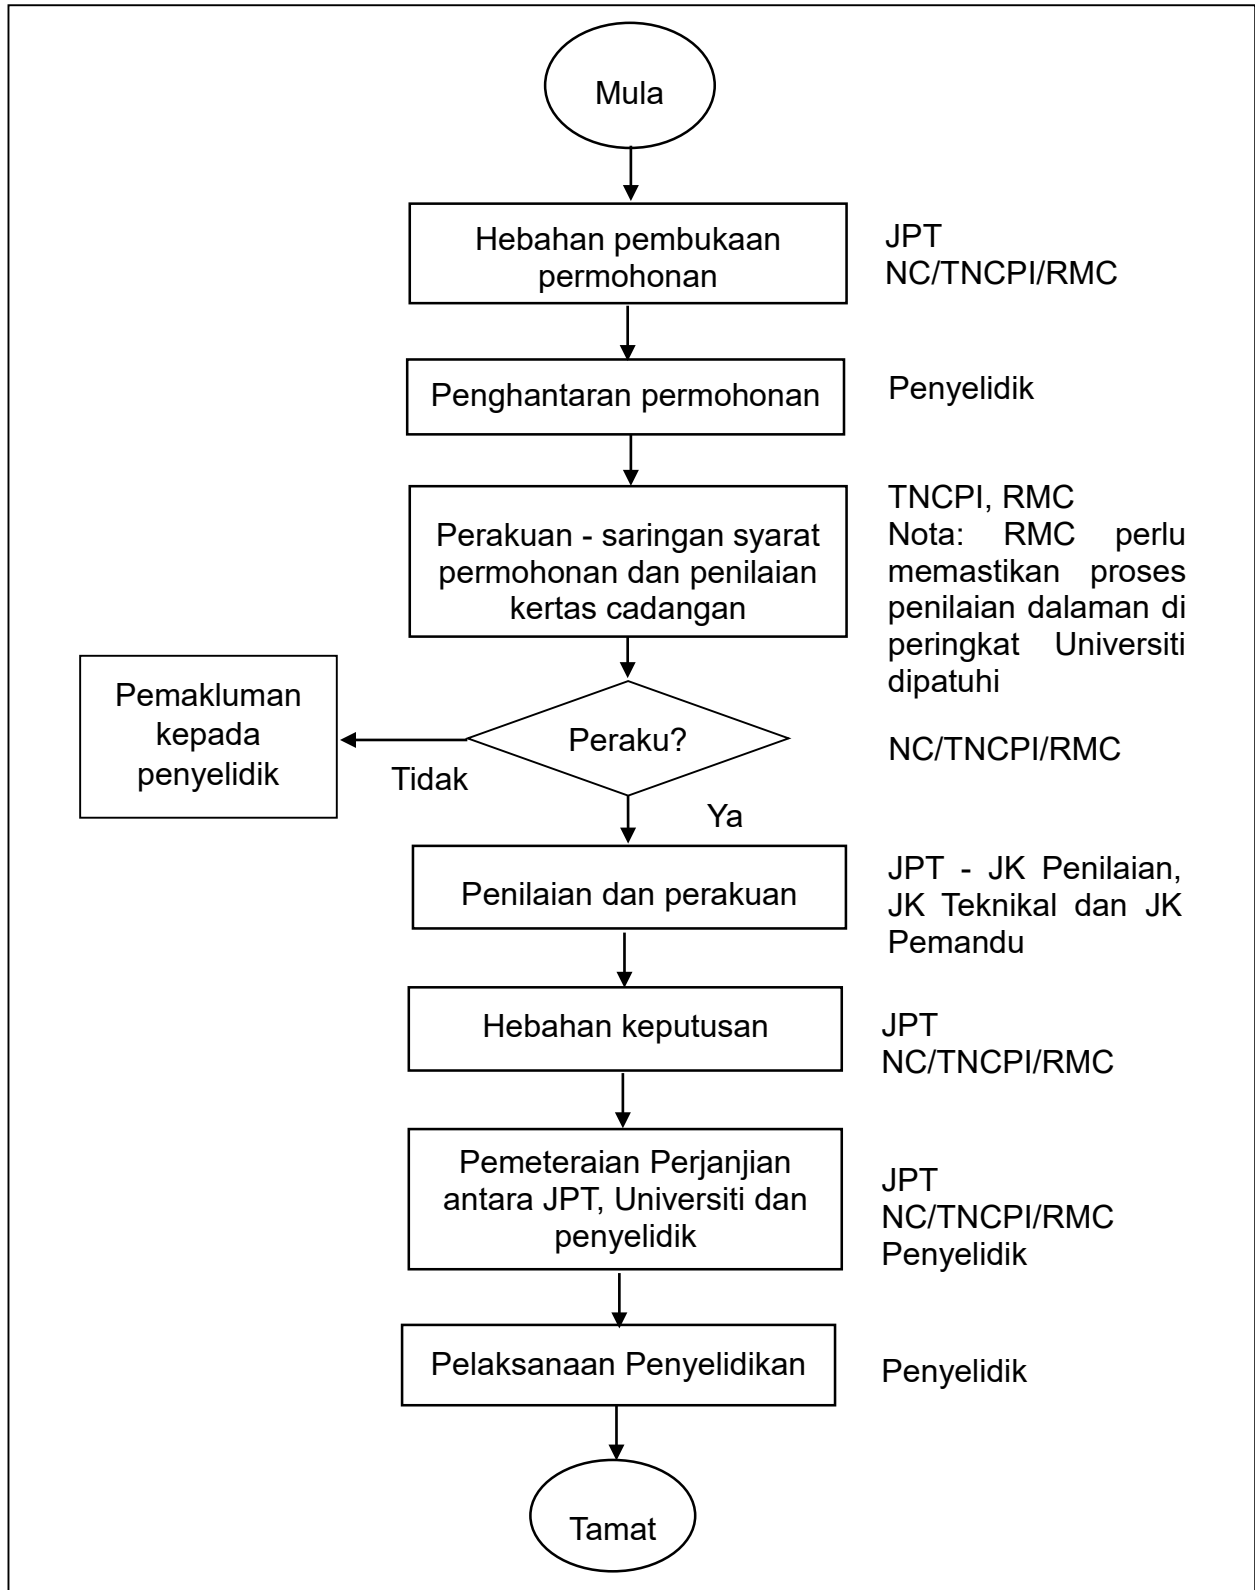 Mula
Hebahan pembukaan
permohonan
JPT
NC/TNCPI/RMC
Penghantaran permohonan
Penyelidik
Perakuan - saringan syarat
permohonan dan penilaian
kertas cadangan
TNCPI, RMC
Nota: RMC perlu
memastikan proses
penilaian dalaman di
peringkat Universiti
dipatuhi
Pemakluman
kepada
penyelidik
Tidak
Peraku?
NC/TNCPI/RMC
Ya
Penilaian dan perakuan
JPT - JK Penilaian,
JK Teknikal dan JK
Pemandu
Hebahan keputusan
JPT
NC/TNCPI/RMC
Pemeteraian Perjanjian
antara JPT, Universiti dan
penyelidik
JPT
NC/TNCPI/RMC
Penyelidik
Pelaksanaan Penyelidikan
Penyelidik
Tamat